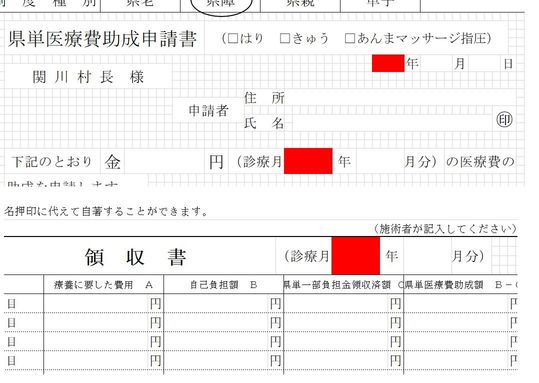 制度種別 県老 県障 県親 単子
県単医療費助成申請書 (□はり □きゅう □あんまマッサージ指圧)
年 月 日
関川村長 様
申請者 住所
氏名 ㊞
下記のとおり 金 円 (診療月 年 月分) の医療費の
助成を申請します
名押印に代えて自著することができます。
(施術者が記入してください)
領収書 (診療月 年 月分)
療養に要した費用 A 自己負担額 B 県単一部負担金領収済額 C 県単医療費助成額 B－C
日 円 円 円 円
日 円 円 円 円
日 円 円 円 円
日 円 円 円 円